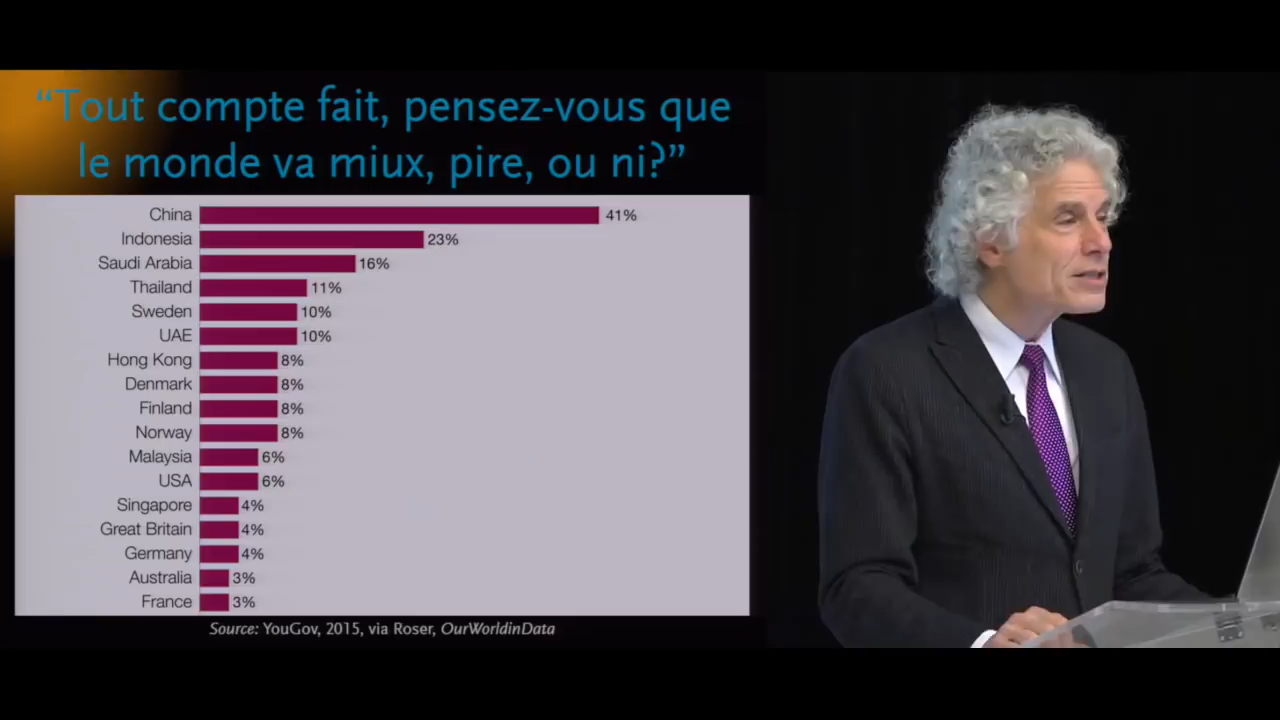 “Tout compte fait, pensez-vous que
le monde va miux, pire, ou ni?”
China 41%
Indonesia 23%
Saudi Arabia 16%
Thailand 11%
Sweden 10%
UAE 10%
Hong Kong 8%
Denmark 8%
Finland 8%
Norway 8%
Malaysia 6%
USA 6%
Singapore 4%
Great Britain 4%
Germany 4%
Australia 3%
France 3%
Source: YouGov, 2015, via Roser, OurWorldinData